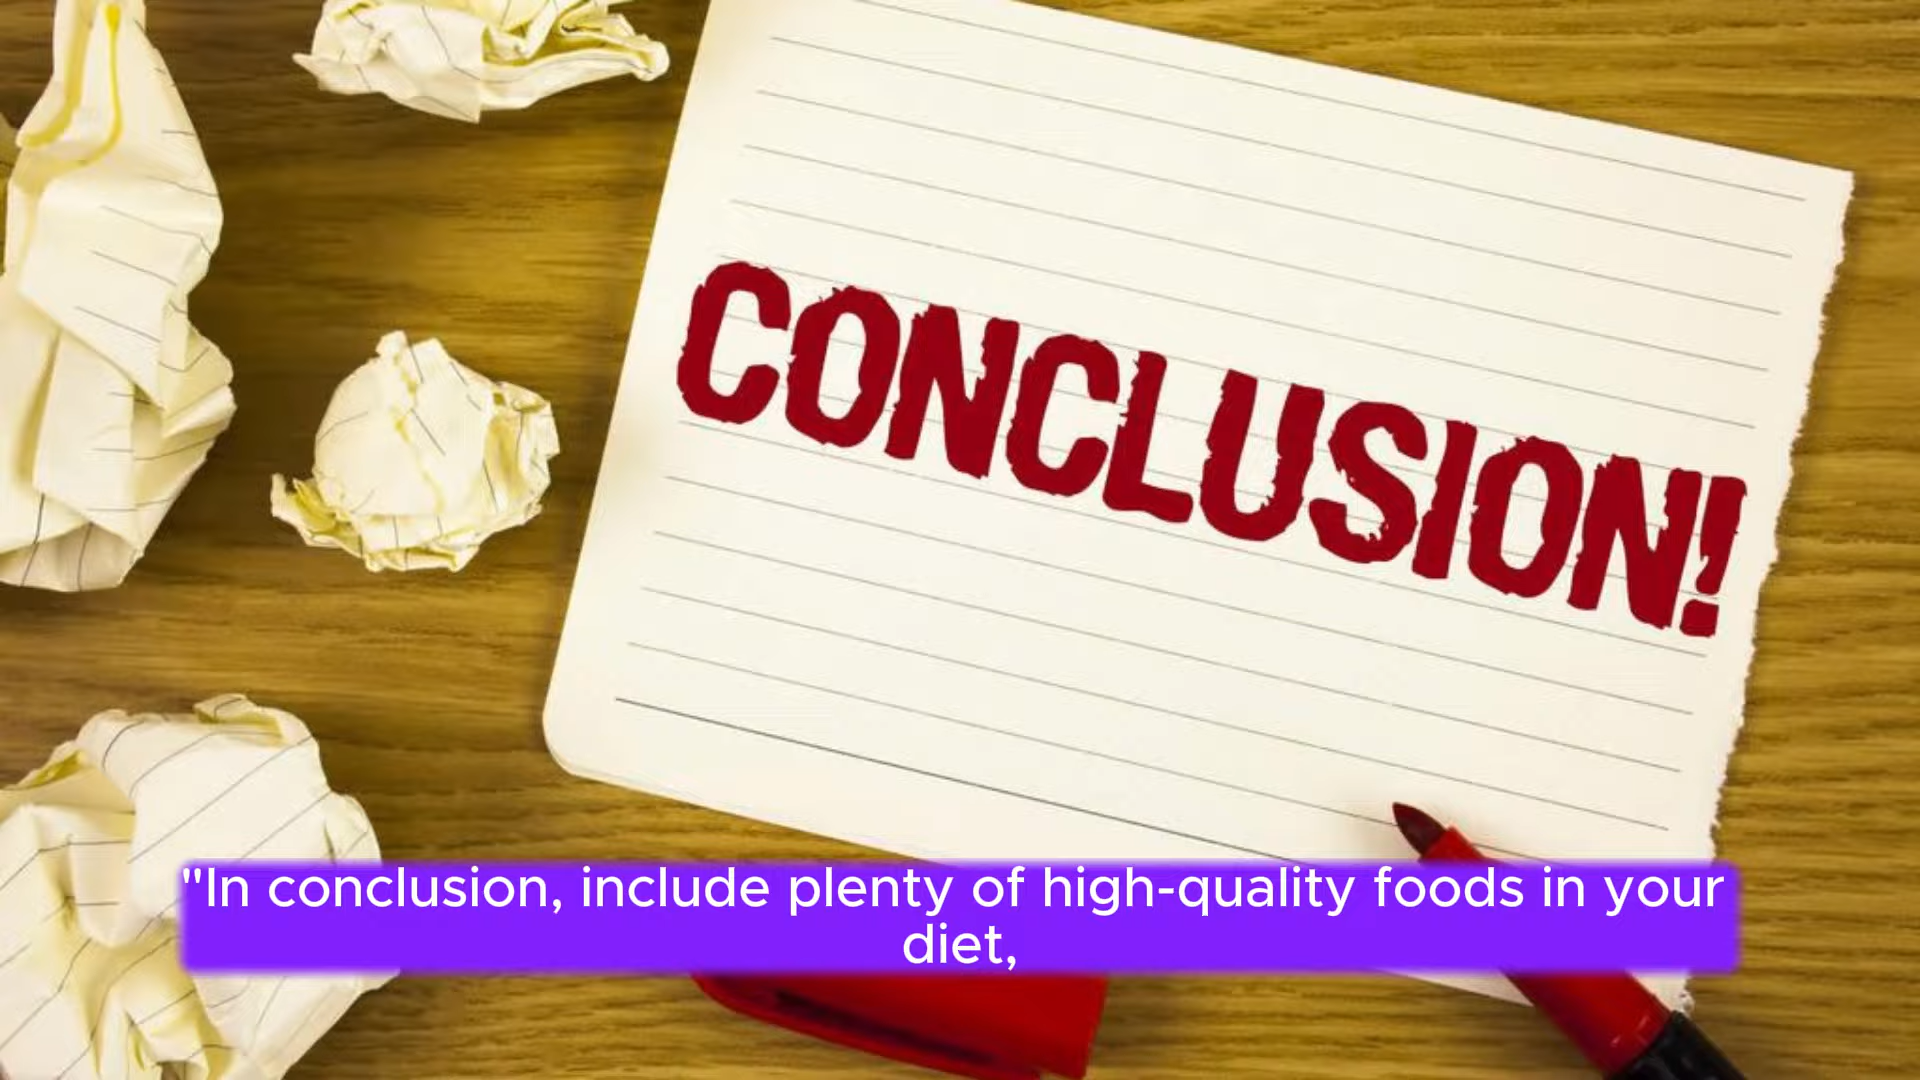 CONCLUSION!
"In conclusion, include plenty of high-quality foods in your
diet,